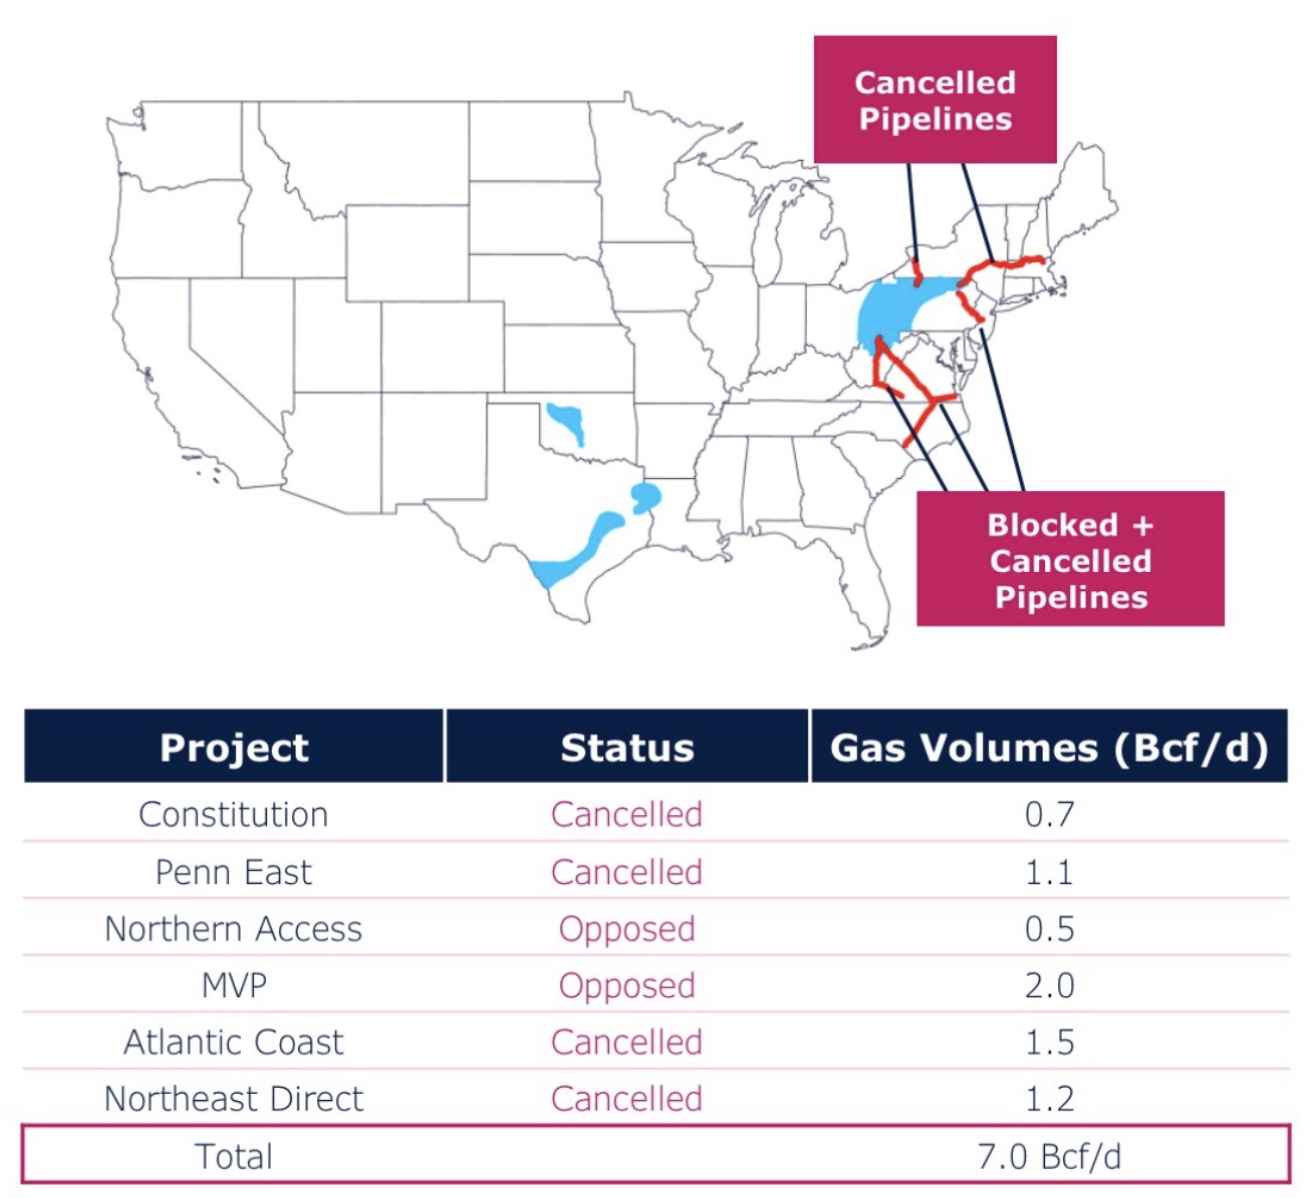 Cancelled
Pipelines
Blocked +
Cancelled
Pipelines
Project Status Gas Volumes (Bcf/d)
Constitution Cancelled 0.7
Penn East Cancelled 1.1
Northern Access Opposed 0.5
MVP Opposed 2.0
Atlantic Coast Cancelled 1.5
Northeast Direct Cancelled 1.2
Total 7.0 Bcf/d